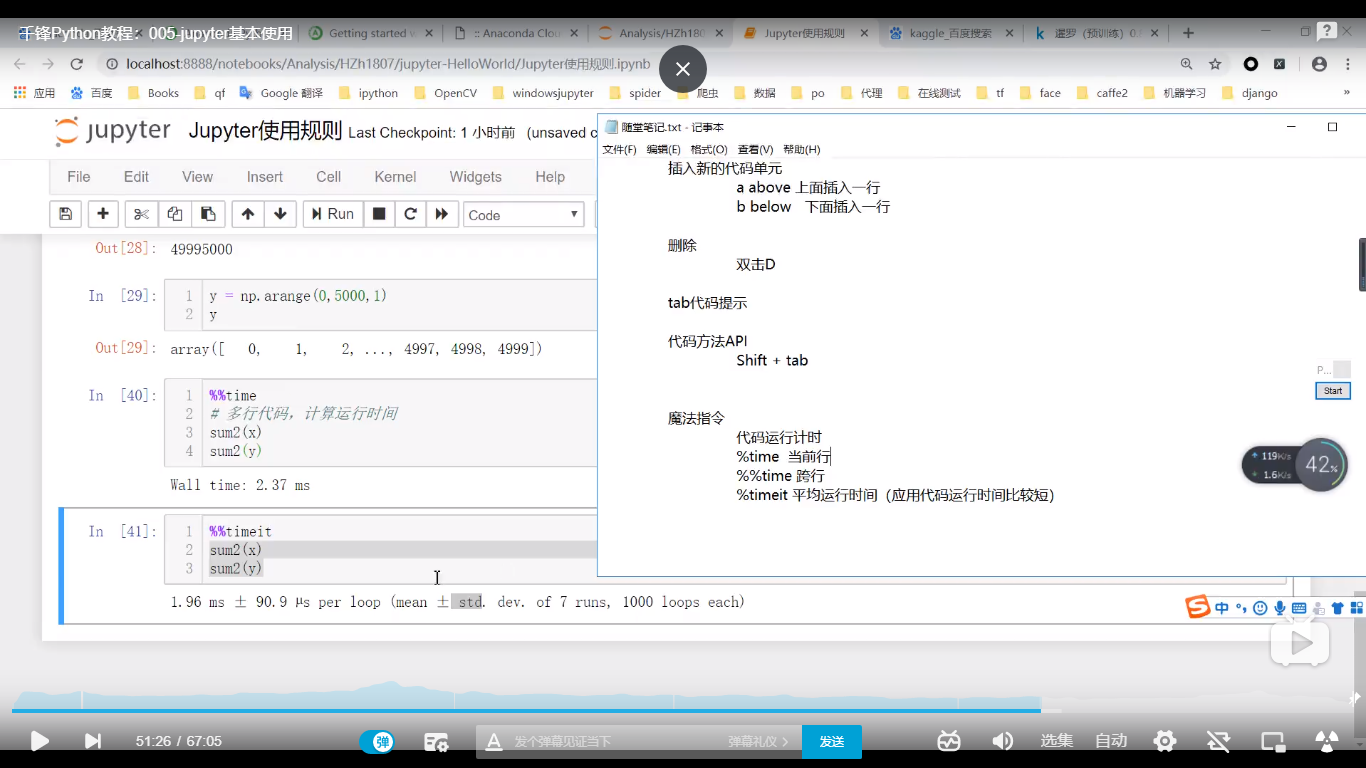 千锋Python教程：005-jupyter基本使用
Getting started w
:: Anaconda Clou
Analysis/HZh180
Jupyter使用规则
kaggle_百度搜索
暹罗（预训练）0.
localhost:8888/notebooks/Analysis/HZh1807/jupyter-HelloWorld/Jupyter使用规则.ipynb
应用 百度 Books qf Google 翻译 ipython OpenCV windowsjupyter spider 爬虫 数据 po 代理 在线测试 tf face caffe2 机器学习 django »
jupyter Jupyter使用规则 Last Checkpoint: 1 小时前 (unsaved c
File Edit View Insert Cell Kernel Widgets Help
Run Code
Out[28]: 49995000
In [29]: 1 y = np.arange(0,5000,1)
2 y
Out[29]: array([ 0, 1, 2, ..., 4997, 4998, 4999])
In [40]: 1 %%time
2 # 多行代码，计算运行时间
3 sum2(x)
4 sum2(y)
Wall time: 2.37 ms
In [41]: 1 %%timeit
2 sum2(x)
3 sum2(y)
1.96 ms ± 90.9 µs per loop (mean ± std. dev. of 7 runs, 1000 loops each)
随堂笔记.txt - 记事本
文件(F) 编辑(E) 格式(O) 查看(V) 帮助(H)
插入新的代码单元
a above 上面插入一行
b below 下面插入一行
删除
双击D
tab代码提示
代码方法API
Shift + tab
魔法指令
代码运行计时
%time 当前行
%%time 跨行
%timeit 平均运行时间（应用代码运行时间比较短）
P...
Start
119K/s
1.6K/s
42%
中
51:26 / 67:05
弹
发个弹幕见证当下
弹幕礼仪 >
发送
选集
自动